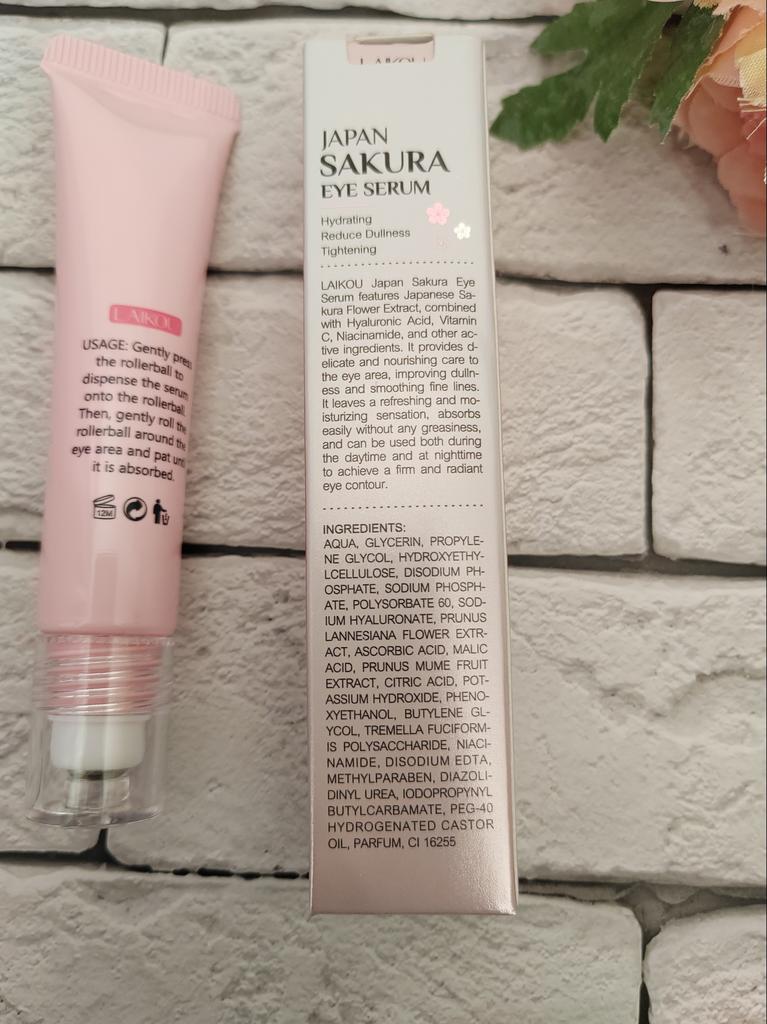 LAIKOU
USAGE: Gently press
the rollerball to
dispense the serum
onto the rollerball.
Then, gently roll the
rollerball around the
eye area and pat until
it is absorbed.
12M
LAIKOU
JAPAN
SAKURA
EYE SERUM
Hydrating
Reduce Dullness
Tightening
LAIKOU Japan Sakura Eye
Serum features Japanese Sa-
kura Flower Extract, combined
with Hyaluronic Acid, Vitamin
C, Niacinamide, and other ac-
tive ingredients. It provides d-
elicate and nourishing care to
the eye area, improving dulln-
ess and smoothing fine lines.
It leaves a refreshing and mo-
isturizing sensation, absorbs
easily without any greasiness,
and can be used both during
the daytime and at nighttime
to achieve a firm and radiant
eye contour.
INGREDIENTS:
AQUA, GLYCERIN, PROPYLE-
NE GLYCOL, HYDROXYETHY-
LCELLULOSE, DISODIUM PH-
OSPHATE, SODIUM PHOSPH-
ATE, POLYSORBATE 60, SOD-
IUM HYALURONATE, PRUNUS
LANNESIANA FLOWER EXTR-
ACT, ASCORBIC ACID, MALIC
ACID, PRUNUS MUME FRUIT
EXTRACT, CITRIC ACID, POT-
ASSIUM HYDROXIDE, PHENO-
XYETHANOL, BUTYLENE GL-
YCOL, TREMELLA FUCIFORM-
IS POLYSACCHARIDE, NIACI-
NAMIDE, DISODIUM EDTA,
METHYLPARABEN, DIAZOLI-
DINYL UREA, IODOPROPYNYL
BUTYLCARBAMATE, PEG-40
HYDROGENATED CASTOR
OIL, PARFUM, CI 16255